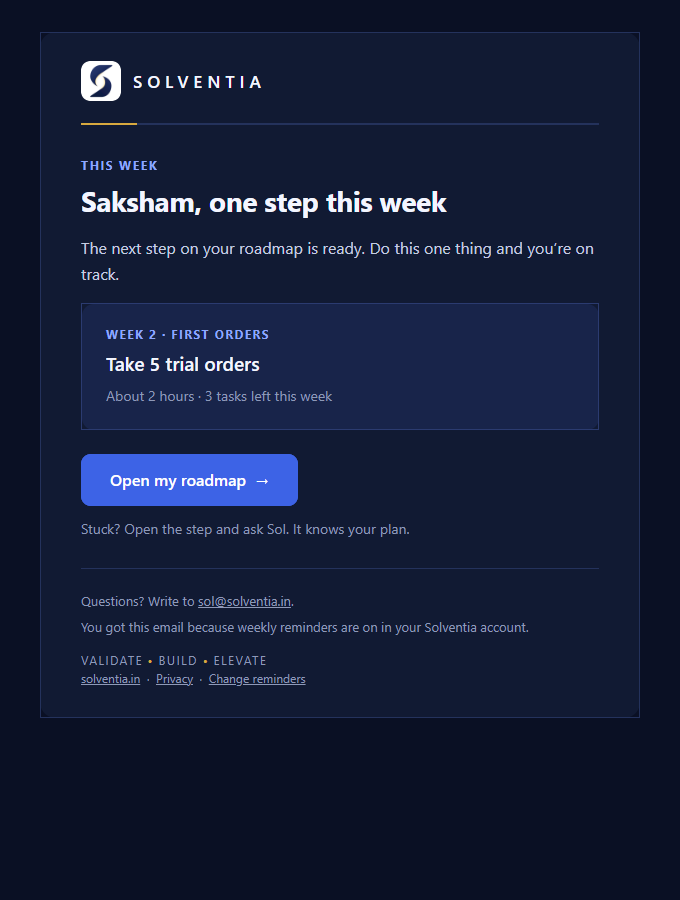 SOLVENTIA
THIS WEEK
Saksham, one step this week
The next step on your roadmap is ready. Do this one thing and you’re on
track.
WEEK 2 · FIRST ORDERS
Take 5 trial orders
About 2 hours · 3 tasks left this week
Open my roadmap →
Stuck? Open the step and ask Sol. It knows your plan.
Questions? Write to sol@solventia.in.
You got this email because weekly reminders are on in your Solventia account.
VALIDATE • BUILD • ELEVATE
solventia.in · Privacy · Change reminders